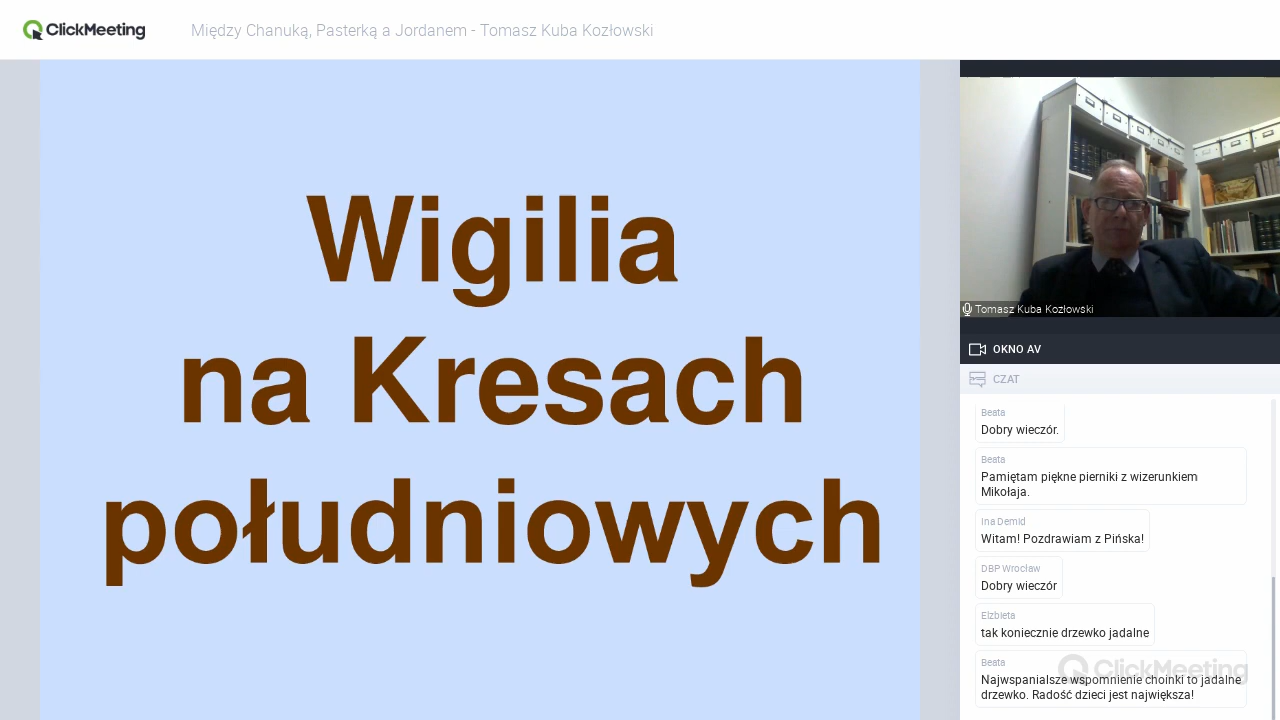 ClickMeeting
Między Chanuką, Pasterką a Jordanem - Tomasz Kuba Kozłowski
Wigilia
na Kresach
południowych
Tomasz Kuba Kozłowski
OKNO AV
CZAT
Beata
Dobry wieczór.
Beata
Pamiętam piękne pierniki z wizerunkiem
Mikołaja.
Ina Demid
Witam! Pozdrawiam z Pińska!
DBP Wrocław
Dobry wieczór
Elzbieta
tak koniecznie drzewko jadalne
Beata
Najwspanialsze wspomnienie choinki to jadalne
drzewko. Radość dzieci jest największa!
ClickMeeting